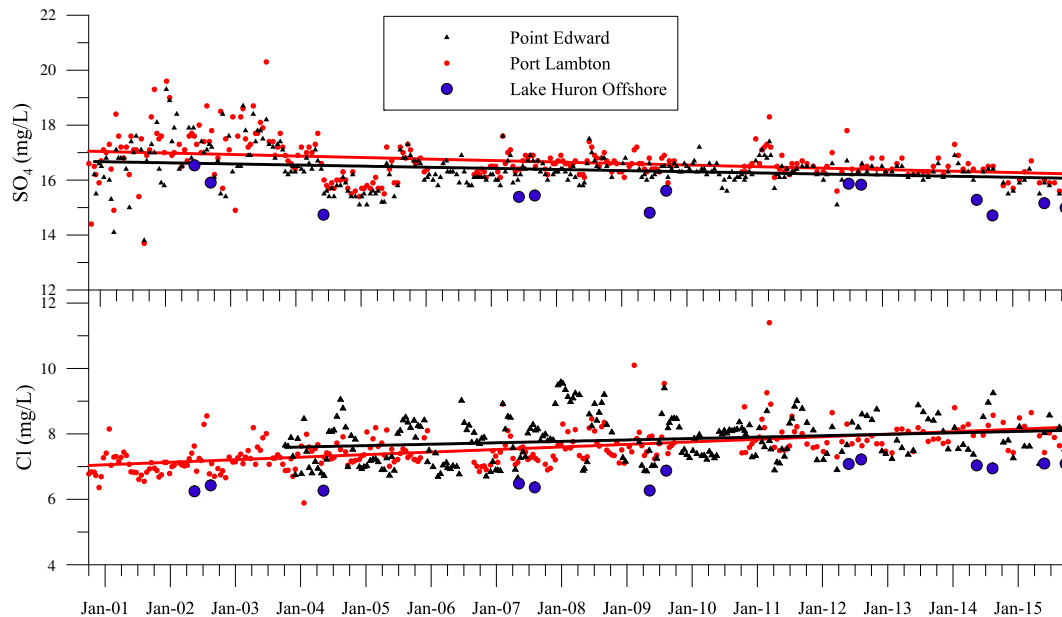 22
20
18
16
14
12
SO4 (mg/L)
Point Edward
Port Lambton
Lake Huron Offshore
12
10
8
6
4
Cl (mg/L)
Jan-01 Jan-02 Jan-03 Jan-04 Jan-05 Jan-06 Jan-07 Jan-08 Jan-09 Jan-10 Jan-11 Jan-12 Jan-13 Jan-14 Jan-15